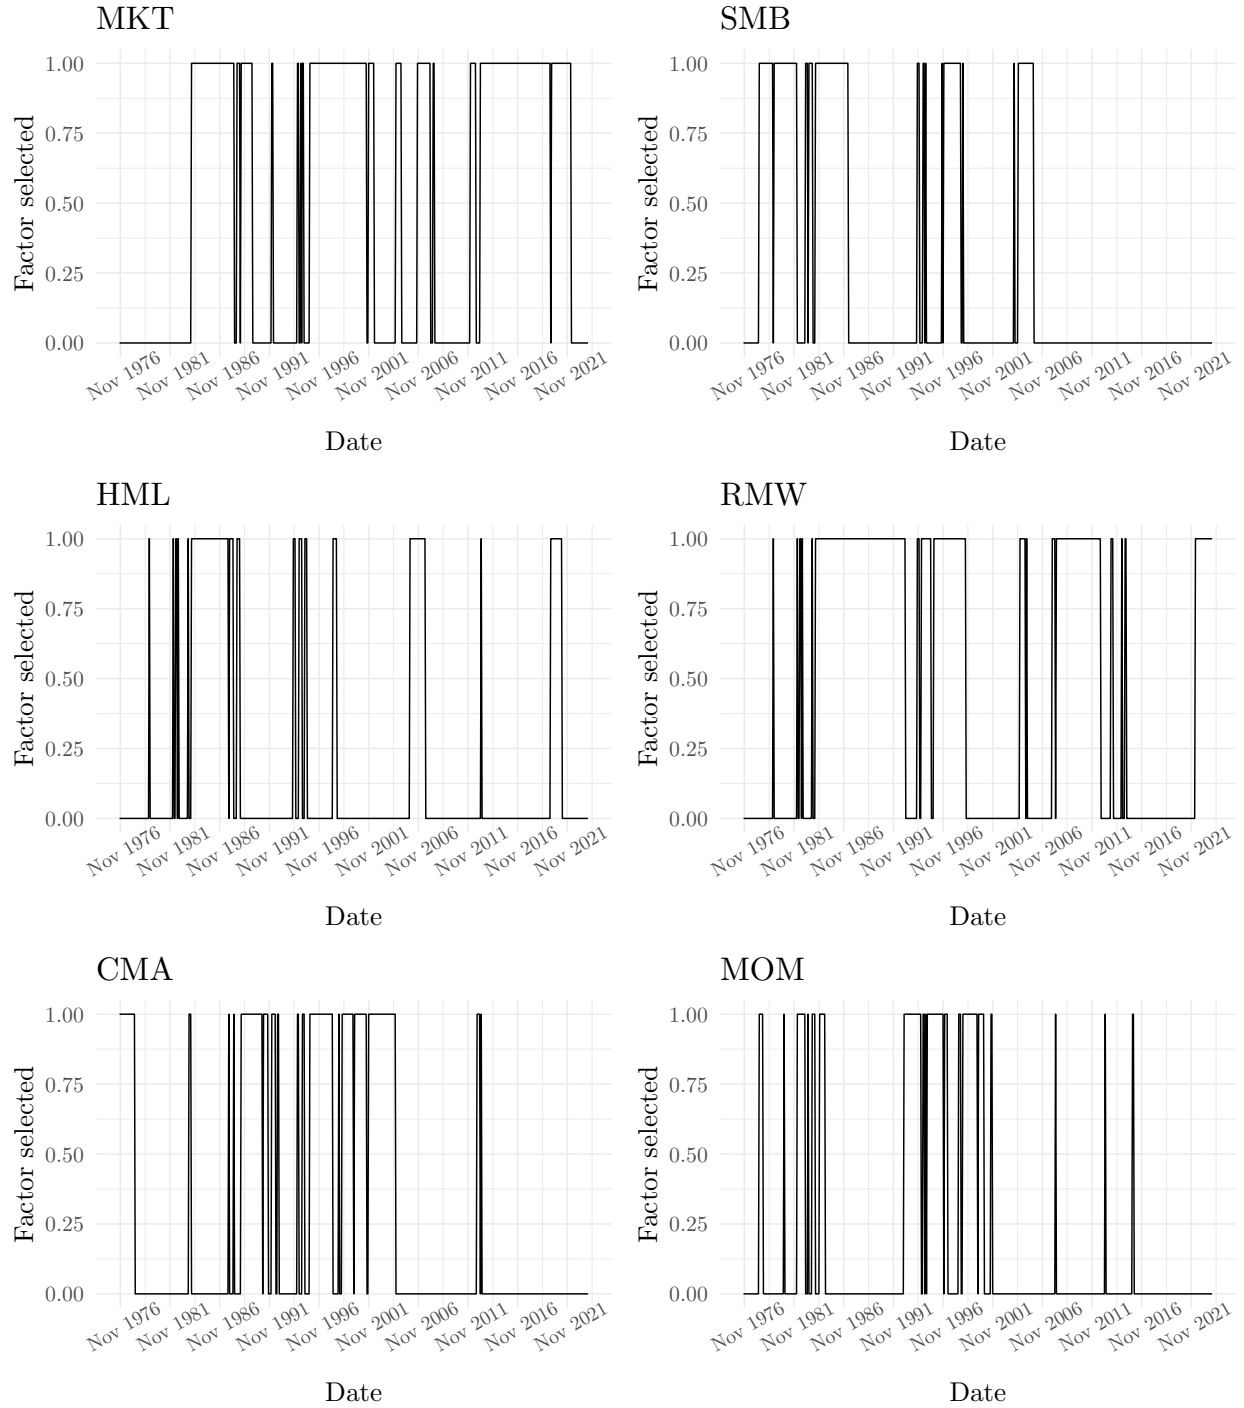 MKT
Factor selected
1.00
0.75
0.50
0.25
0.00
Nov 1976
Nov 1981
Nov 1986
Nov 1991
Nov 1996
Nov 2001
Nov 2006
Nov 2011
Nov 2016
Nov 2021
Date
SMB
Factor selected
1.00
0.75
0.50
0.25
0.00
Nov 1976
Nov 1981
Nov 1986
Nov 1991
Nov 1996
Nov 2001
Nov 2006
Nov 2011
Nov 2016
Nov 2021
Date
HML
Factor selected
1.00
0.75
0.50
0.25
0.00
Nov 1976
Nov 1981
Nov 1986
Nov 1991
Nov 1996
Nov 2001
Nov 2006
Nov 2011
Nov 2016
Nov 2021
Date
RMW
Factor selected
1.00
0.75
0.50
0.25
0.00
Nov 1976
Nov 1981
Nov 1986
Nov 1991
Nov 1996
Nov 2001
Nov 2006
Nov 2011
Nov 2016
Nov 2021
Date
CMA
Factor selected
1.00
0.75
0.50
0.25
0.00
Nov 1976
Nov 1981
Nov 1986
Nov 1991
Nov 1996
Nov 2001
Nov 2006
Nov 2011
Nov 2016
Nov 2021
Date
MOM
Factor selected
1.00
0.75
0.50
0.25
0.00
Nov 1976
Nov 1981
Nov 1986
Nov 1991
Nov 1996
Nov 2001
Nov 2006
Nov 2011
Nov 2016
Nov 2021
Date